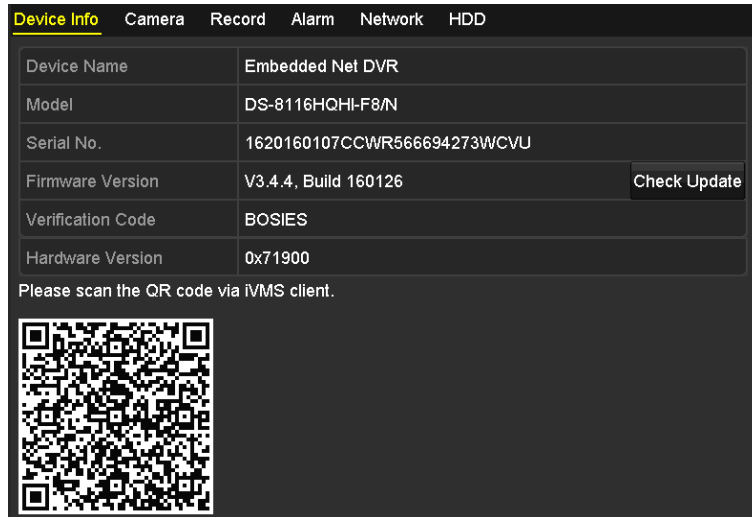 Device Info Camera Record Alarm Network HDD
Device Name Embedded Net DVR
Model DS-8116HQHI-F8/N
Serial No. 1620160107CCWR566694273WCVU
Firmware Version V3.4.4, Build 160126 Check Update
Verification Code BOSIES
Hardware Version 0x71900
Please scan the QR code via iVMS client.